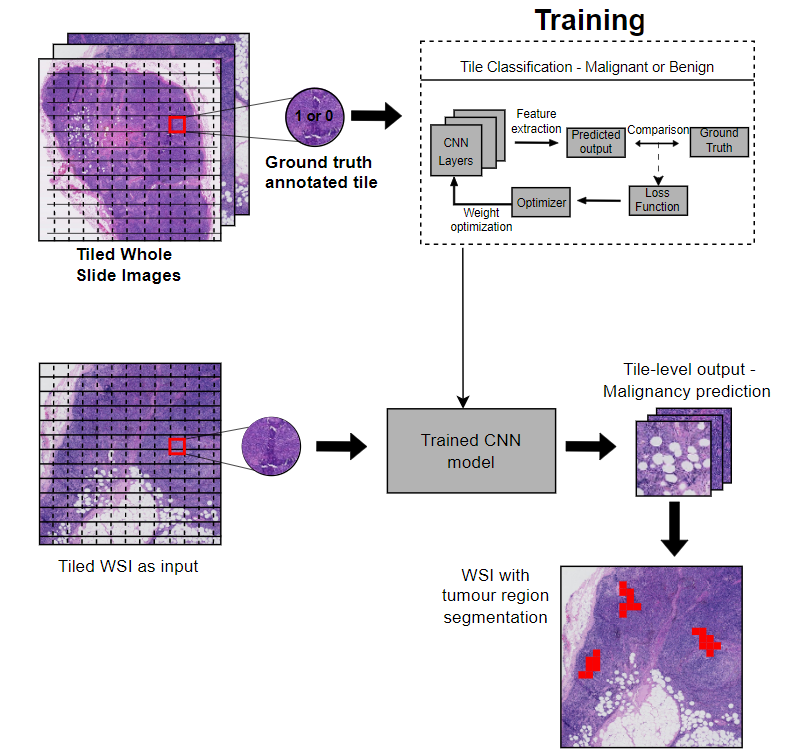 Training
Tile Classification - Malignant or Benign
1 or 0
Ground truth
annotated tile
Tiled Whole
Slide Images
CNN
Layers
Feature
extraction
Predicted
output
Comparison
Ground
Truth
Loss
Function
Optimizer
Weight
optimization
Tiled WSI as input
Trained CNN
model
Tile-level output -
Malignancy prediction
WSI with
tumour region
segmentation